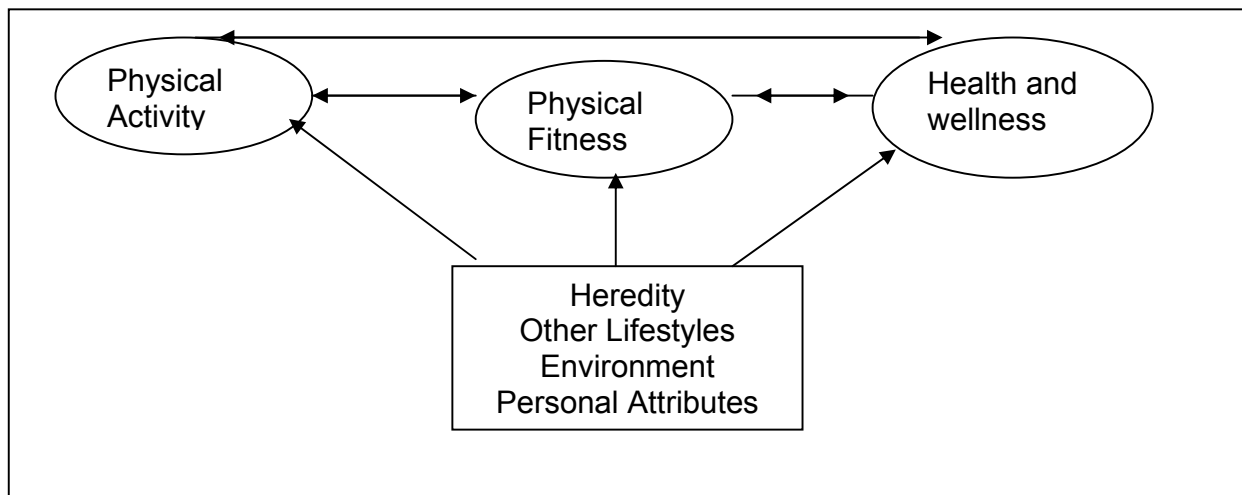 Physical
Activity
Physical
Fitness
Health and
wellness
Heredity
Other Lifestyles
Environment
Personal Attributes